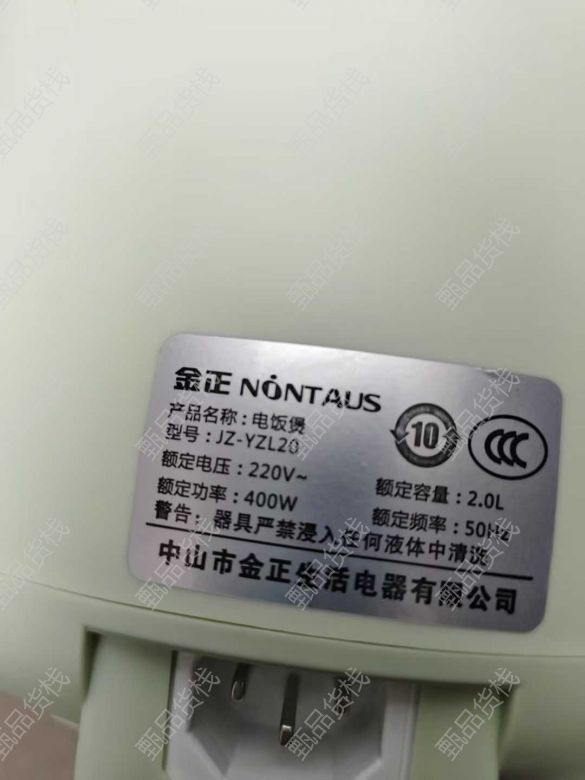 金正 NONTAUS
产品名称：电饭煲
型号：JZ-YZL20
额定电压：220V~
额定容量：2.0L
额定功率：400W
额定频率：50Hz
警告：器具严禁浸入任何液体中清洗
中山市金正生活电器有限公司
10
CCC
甄品货栈